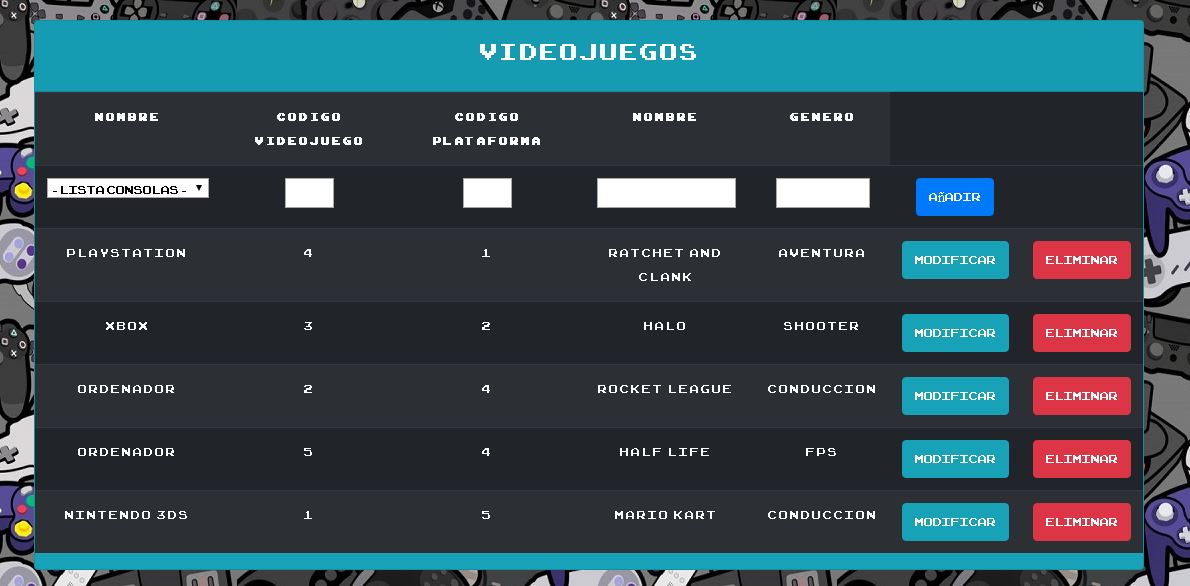 VIDEOJUEGOS
NOMBRE CODIGO VIDEOJUEGO CODIGO PLATAFORMA NOMBRE GENERO
-LISTA CONSOLAS- AñADIR
PLAYSTATION 4 1 RATCHET AND CLANK AVENTURA MODIFICAR ELIMINAR
XBOX 3 2 HALO SHOOTER MODIFICAR ELIMINAR
ORDENADOR 2 4 ROCKET LEAGUE CONDUCCION MODIFICAR ELIMINAR
ORDENADOR 5 4 HALF LIFE FPS MODIFICAR ELIMINAR
NINTENDO 3DS 1 5 MARIO KART CONDUCCION MODIFICAR ELIMINAR